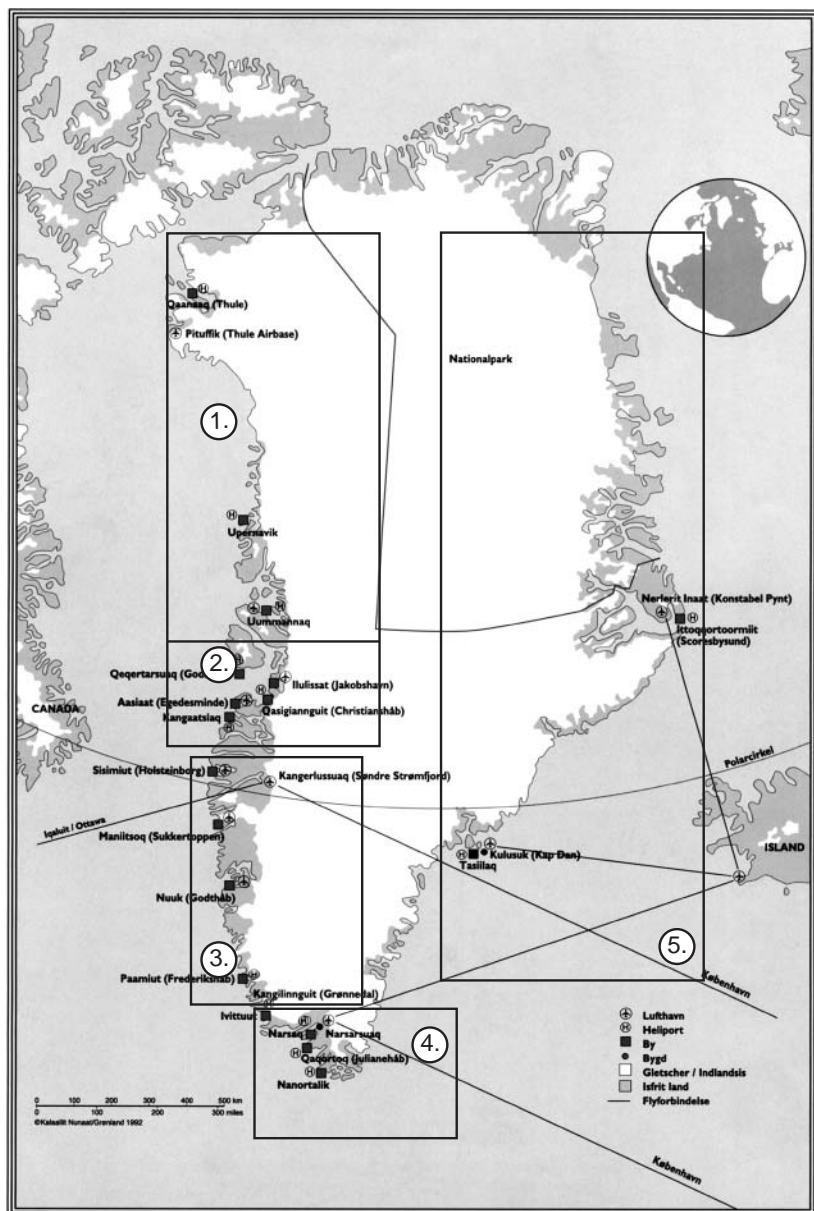 Qaanaaq (Thule)
Pituffik (Thule Airbase)
Nationalpark
1.
Upernavik
Uummannaq
Nerlerit Inaat (Konstabel Pynt)
Ittoqqortoormiit
(Scoresbysund)
2.
Qeqertarsuaq (God
Ilulissat (Jakobshavn)
Aasiaat (Egedesminde)
Qasigiannguit (Christianshåb)
Kangaatsiaq
CANADA
Sisimiut (Holsteinborg)
Kangerlussuaq (Søndre Strømfjord)
Polarcirkel
Iqaluit / Ottawa
Maniitsoq (Sukkertoppen)
ISLAND
Kulusuk (Kap Dan)
Tasiilaq
Nuuk (Godthåb)
5.
3.
Paamiut (Frederikshåb)
Kangilinnguit (Grønnedal)
København
Ivittuut
Narsaq
Narsarsuaq
4.
Qaqortoq (Julianehåb)
Nanortalik
Lufthavn
Heliport
By
Bygd
Gletscher / Indlandsis
Isfrit land
Flyforbindelse
0 100 200 300 400 500 km
0 100 200 300 miles
©Kalaallit Nunaat/Grønland 1992
København